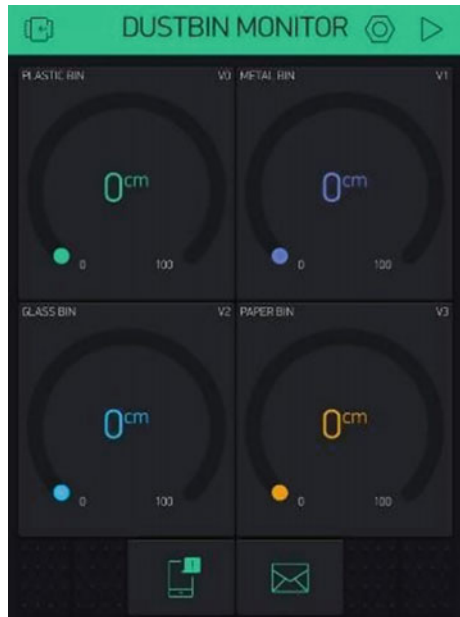 DUSTBIN MONITOR
PLASTIC BIN V0 METAL BIN V1
0cm 0cm
0 100 0 100
GLASS BIN V2 PAPER BIN V3
0cm 0cm
0 100 0 100